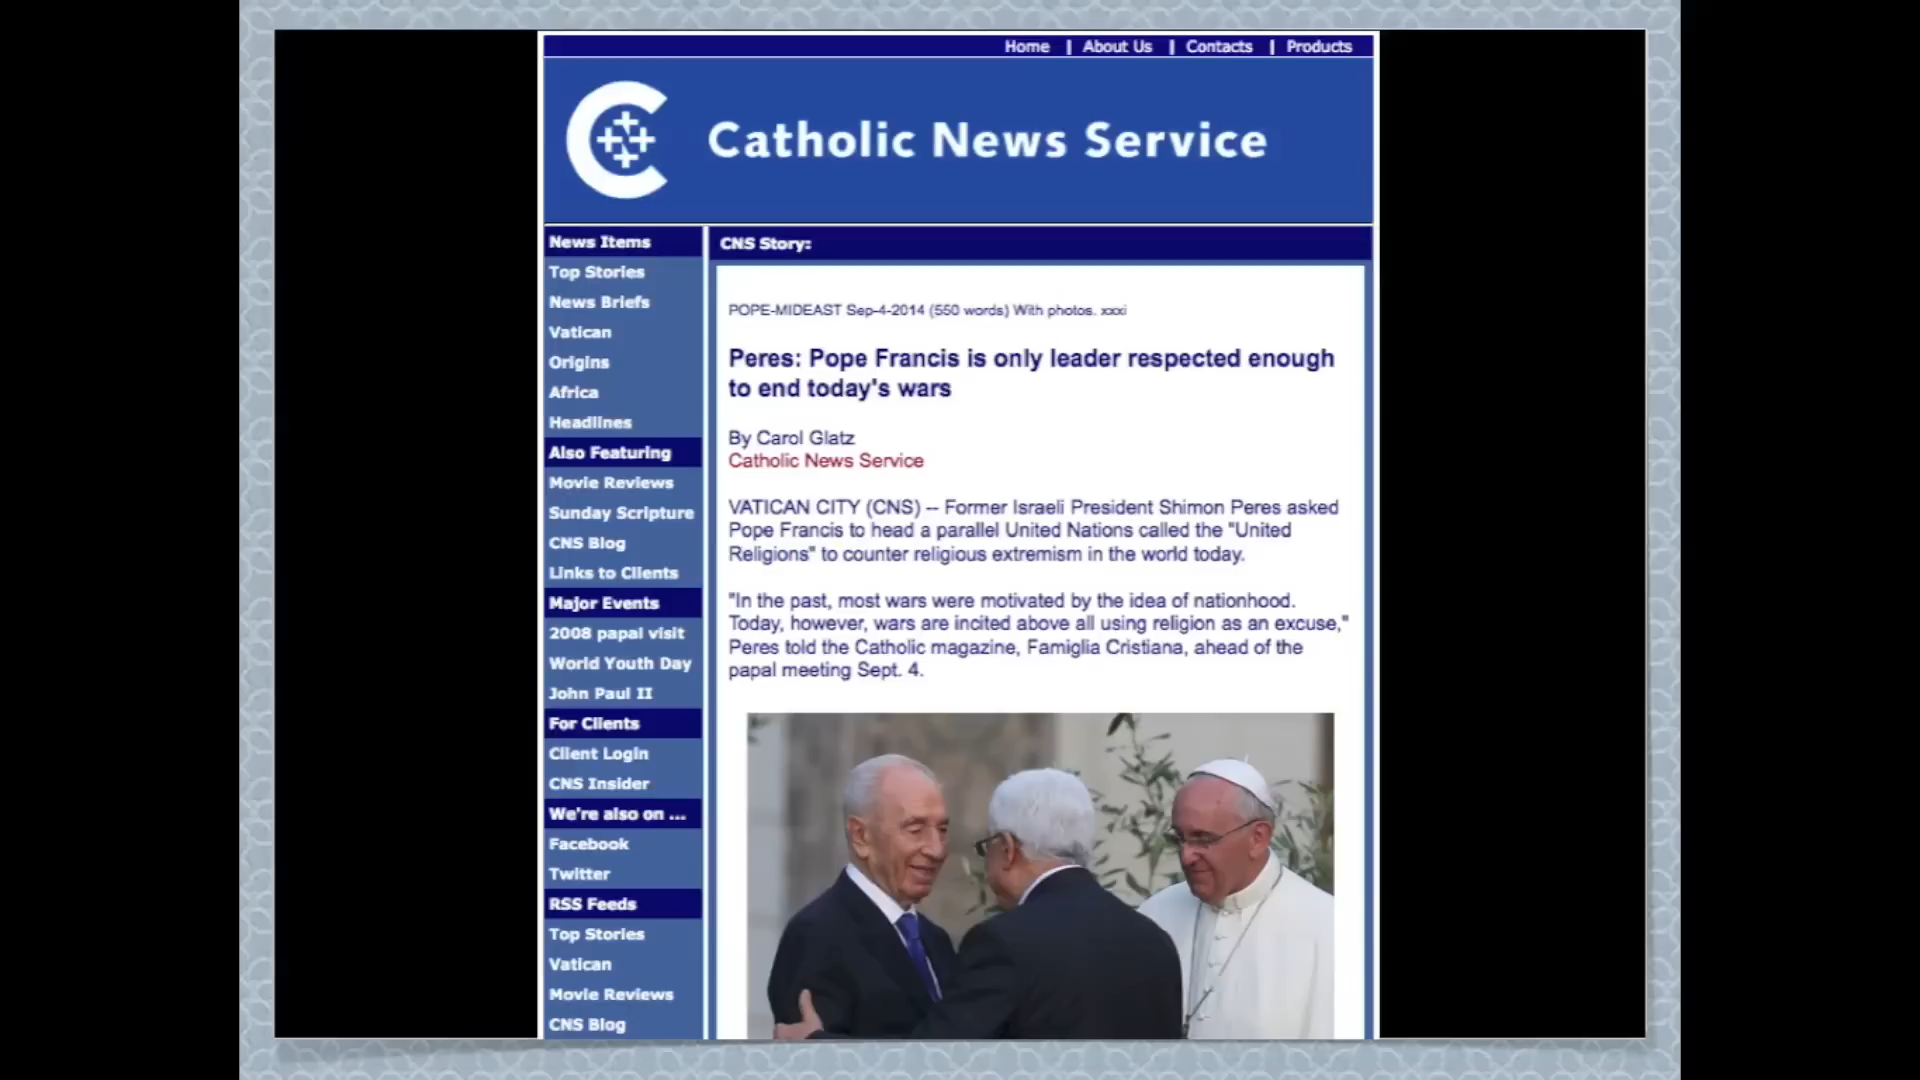 Home | About Us | Contacts | Products
Catholic News Service
News Items
Top Stories
News Briefs
Vatican
Origins
Africa
Headlines
Also Featuring
Movie Reviews
Sunday Scripture
CNS Blog
Links to Clients
Major Events
2008 papal visit
World Youth Day
John Paul II
For Clients
Client Login
CNS Insider
We're also on ...
Facebook
Twitter
RSS Feeds
Top Stories
Vatican
Movie Reviews
CNS Blog
CNS Story:
POPE-MIDEAST Sep-4-2014 (550 words) With photos. xxxi
Peres: Pope Francis is only leader respected enough
to end today's wars
By Carol Glatz
Catholic News Service
VATICAN CITY (CNS) -- Former Israeli President Shimon Peres asked
Pope Francis to head a parallel United Nations called the "United
Religions" to counter religious extremism in the world today.
"In the past, most wars were motivated by the idea of nationhood.
Today, however, wars are incited above all using religion as an excuse,"
Peres told the Catholic magazine, Famiglia Cristiana, ahead of the
papal meeting Sept. 4.